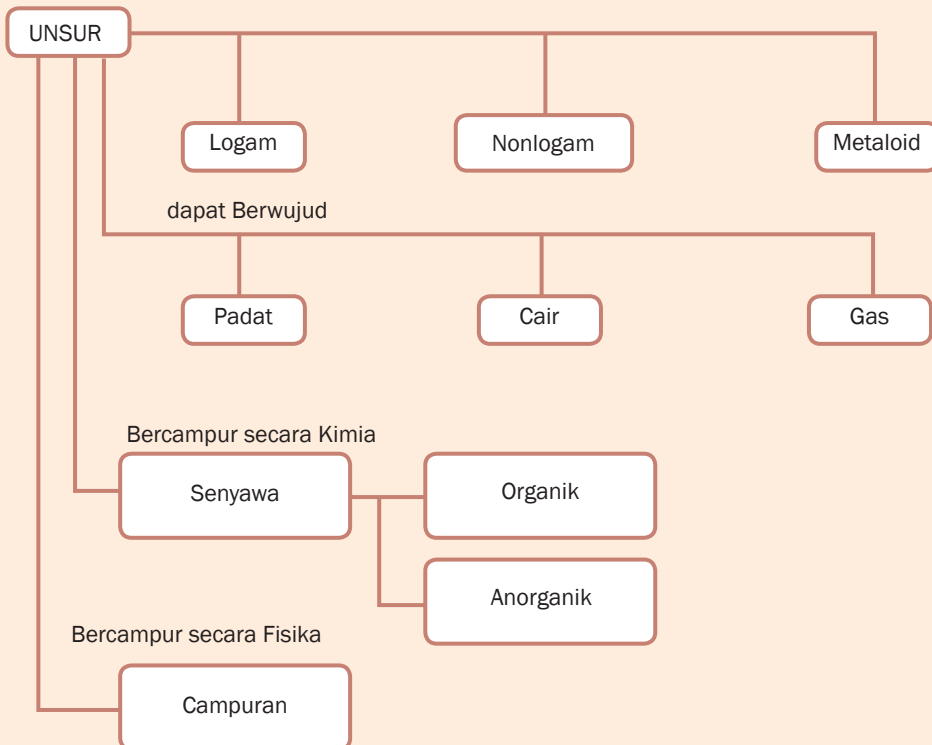 UNSUR
Logam
Nonlogam
Metaloid
dapat Berwujud
Padat
Cair
Gas
Bercampur secara Kimia
Senyawa
Organik
Anorganik
Bercampur secara Fisika
Campuran